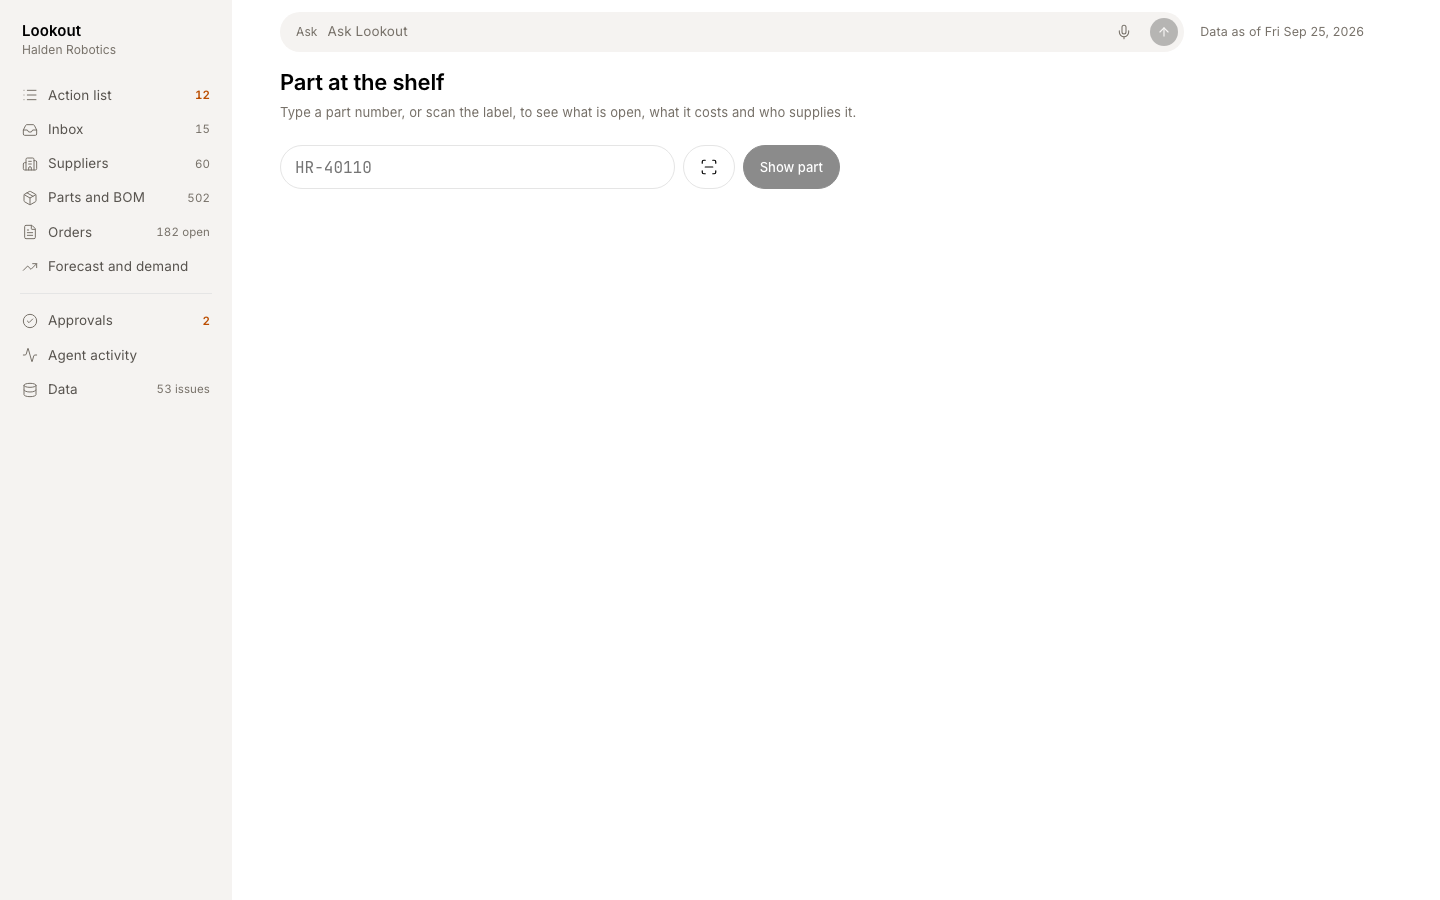 Lookout
Halden Robotics
Action list 12
Inbox 15
Suppliers 60
Parts and BOM 502
Orders 182 open
Forecast and demand
Approvals 2
Agent activity
Data 53 issues
Ask Ask Lookout
Data as of Fri Sep 25, 2026
Part at the shelf
Type a part number, or scan the label, to see what is open, what it costs and who supplies it.
HR-40110
Show part